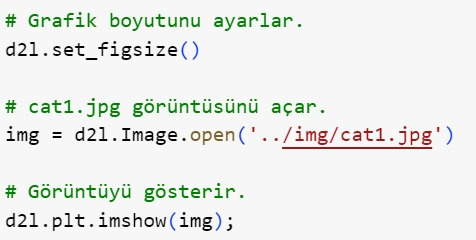 # Grafik boyutunu ayarlar.
d2l.set_figsize()
# cat1.jpg görüntüsünü açar.
img = d2l.Image.open('../img/cat1.jpg')
# Görüntüyü gösterir.
d2l.plt.imshow(img);